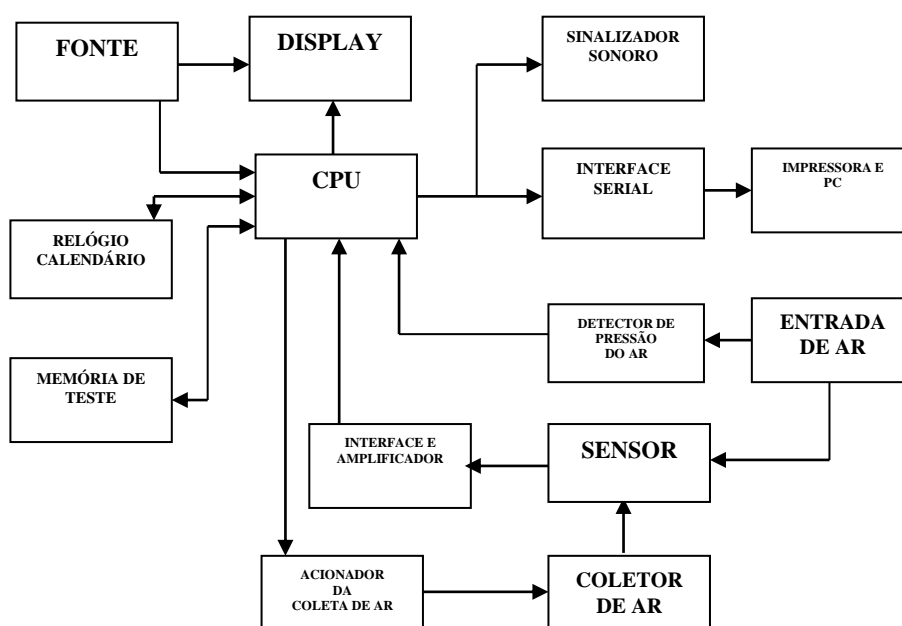 FONTE
DISPLAY
SINALIZADOR
SONORO
CPU
INTERFACE
SERIAL
IMPRESSORA E
PC
RELÓGIO
CALENDÁRIO
DETECTOR DE
PRESSÃO
DO AR
ENTRADA
DE AR
MEMÓRIA DE
TESTE
INTERFACE E
AMPLIFICADOR
SENSOR
ACIONADOR
DA
COLETA DE AR
COLETOR
DE AR